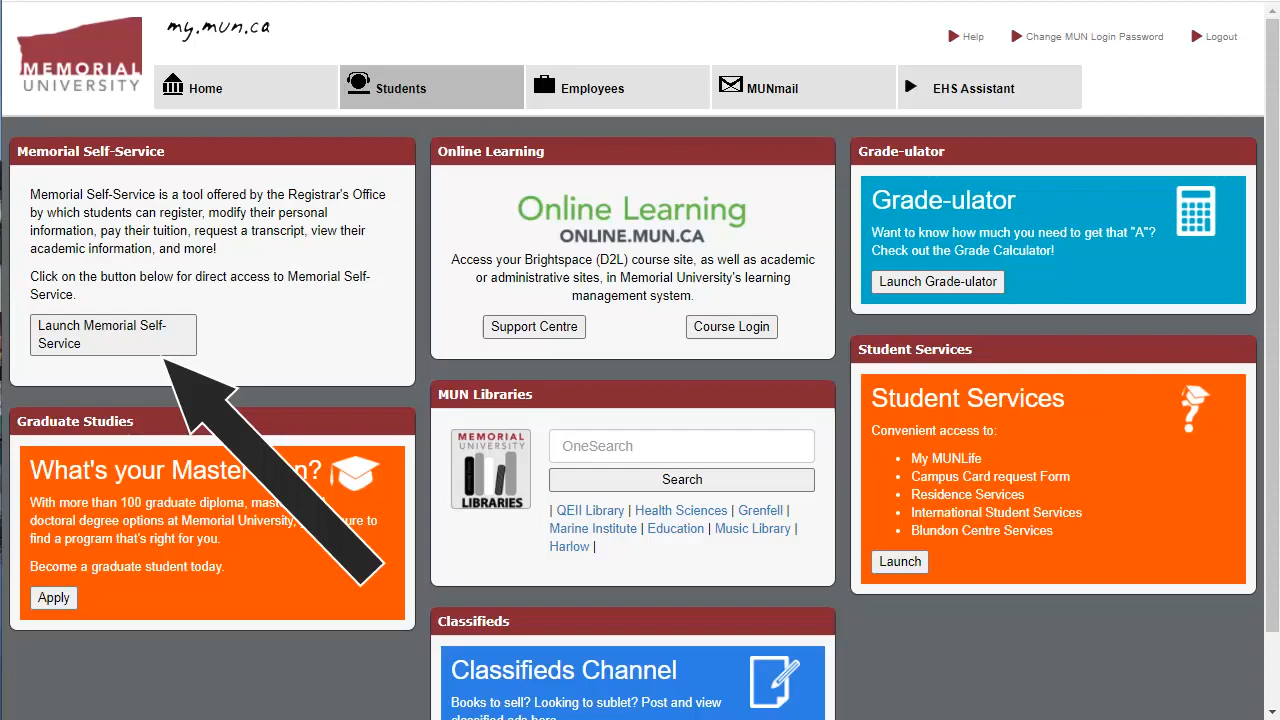 my.mun.ca
Help
Change MUN Login Password
Logout
MEMORIAL
UNIVERSITY
Home
Students
Employees
MUNmail
EHS Assistant
Memorial Self-Service
Memorial Self-Service is a tool offered by the Registrar's Office
by which students can register, modify their personal
information, pay their tuition, request a transcript, view their
academic information, and more!
Click on the button below for direct access to Memorial Self-
Service.
Launch Memorial Self-
Service
Graduate Studies
What's your Master
With more than 100 graduate diploma,
doctoral degree options at Memorial University,
to
find a program that's right for you.
Become a graduate student today.
Apply
Online Learning
Online Learning
ONLINE.MUN.CA
Access your Brightspace (D2L) course site, as well as academic
or administrative sites, in Memorial University's learning
management system.
Support Centre
Course Login
MUN Libraries
MEMORIAL
UNIVERSITY
LIBRARIES
OneSearch
Search
| QEII Library | Health Sciences | Grenfell |
Marine Institute | Education | Music Library |
Harlow |
Classifieds
Classifieds Channel
Books to sell? Looking to sublet? Post and view
classified ads here
Grade-ulator
Grade-ulator
Want to know how much you need to get that "A"?
Check out the Grade Calculator!
Launch Grade-ulator
Student Services
Student Services
Convenient access to:
My MUNLife
Campus Card request Form
Residence Services
International Student Services
Blundon Centre Services
Launch